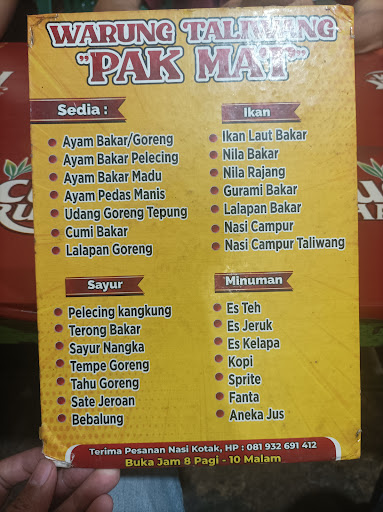 WARUNG TALIWANG
"PAK MAT"
Sedia :
Ayam Bakar/Goreng
Ayam Bakar Pelecing
Ayam Bakar Madu
Ayam Pedas Manis
Udang Goreng Tepung
Cumi Bakar
Lalapan Goreng
Ikan
Ikan Laut Bakar
Nila Bakar
Nila Rajang
Gurami Bakar
Lalapan Bakar
Nasi Campur
Nasi Campur Taliwang
Sayur
Pelecing kangkung
Terong Bakar
Sayur Nangka
Tempe Goreng
Tahu Goreng
Sate Jeroan
Bebalung
Minuman
Es Teh
Es Jeruk
Es Kelapa
Kopi
Sprite
Fanta
Aneka Jus
Terima Pesanan Nasi Kotak, HP : 081 932 691 412
Buka Jam 8 Pagi - 10 Malam